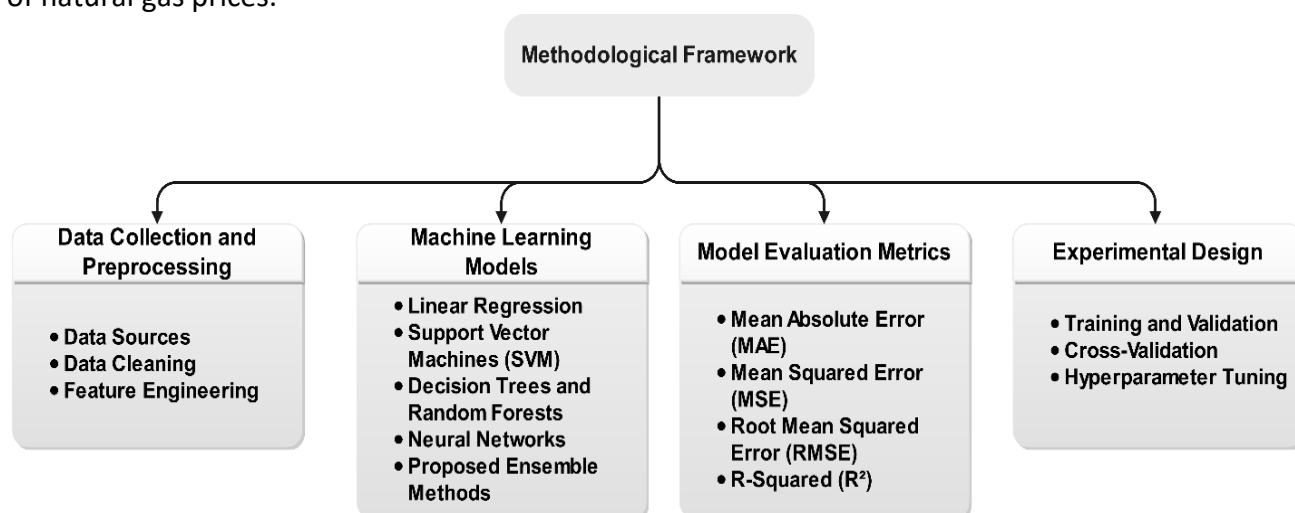 of natural gas prices.
Methodological Framework
Data Collection and
Preprocessing
• Data Sources
• Data Cleaning
• Feature Engineering
Machine Learning
Models
• Linear Regression
• Support Vector
Machines (SVM)
• Decision Trees and
Random Forests
• Neural Networks
• Proposed Ensemble
Methods
Model Evaluation Metrics
• Mean Absolute Error
(MAE)
• Mean Squared Error
(MSE)
• Root Mean Squared
Error (RMSE)
• R-Squared (R²)
Experimental Design
• Training and Validation
• Cross-Validation
• Hyperparameter Tuning